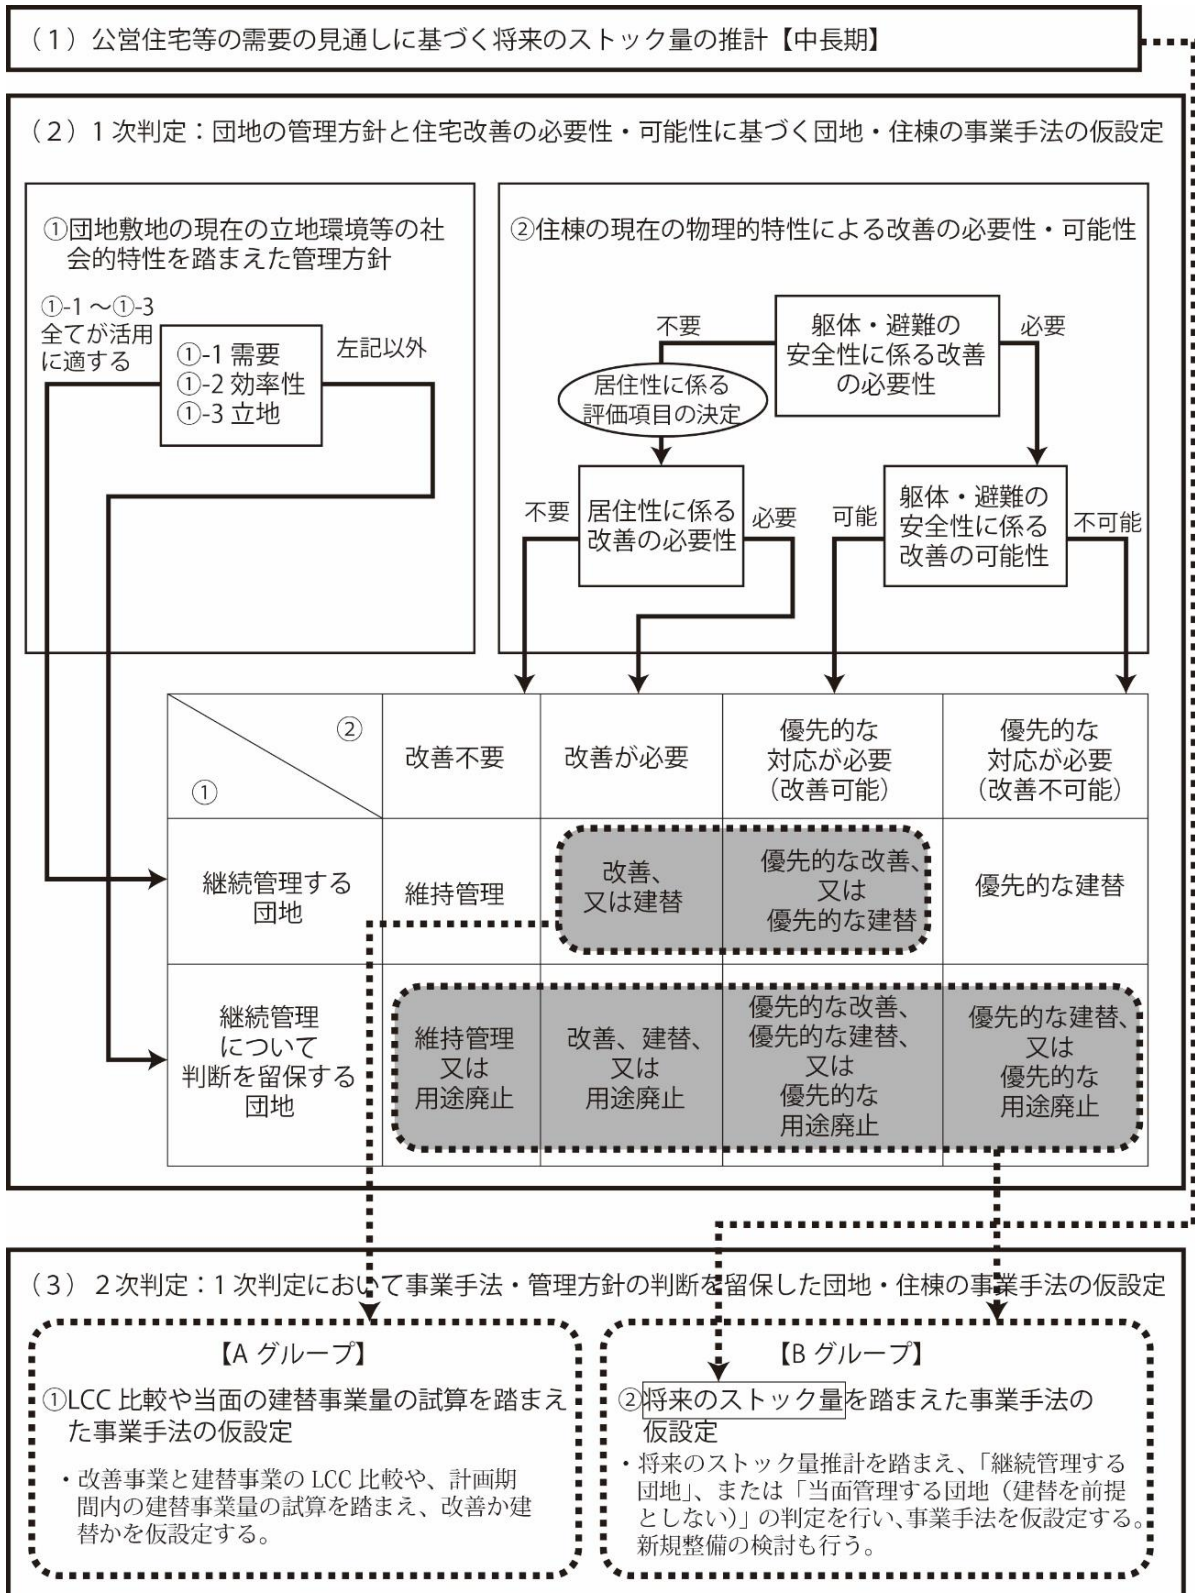 （1）公営住宅等の需要の見通しに基づく将来のストック量の推計【中長期】
（2）1次判定：団地の管理方針と住宅改善の必要性・可能性に基づく団地・住棟の事業手法の仮設定
①団地敷地の現在の立地環境等の社
会的特性を踏まえた管理方針
①-1～①-3
全てが活用
に適する
①-1 需要
①-2 効率性
①-3 立地
左記以外
②住棟の現在の物理的特性による改善の必要性・可能性
不要
躯体・避難の
安全性に係る改善
の必要性
必要
居住性に係る
評価項目の決定
不要
居住性に係る
改善の必要性
必要
可能
躯体・避難の
安全性に係る
改善の可能性
不可能
②
①
改善不要
改善が必要
優先的な
対応が必要
（改善可能）
優先的な
対応が必要
（改善不可能）
継続管理する
団地
維持管理
改善、
又は建替
優先的な改善、
又は
優先的な建替
優先的な建替
継続管理
について
判断を留保する
団地
維持管理
又は
用途廃止
改善、建替、
又は
用途廃止
優先的な改善、
優先的な建替、
又は
優先的な
用途廃止
優先的な建替、
又は
優先的な
用途廃止
（3）2次判定：1次判定において事業手法・管理方針の判断を留保した団地・住棟の事業手法の仮設定
【A グループ】
①LCC 比較や当面の建替事業量の試算を踏まえ
た事業手法の仮設定
・改善事業と建替事業の LCC 比較や、計画期
間内の建替事業量の試算を踏まえ、改善か建
替かを仮設定する。
【B グループ】
②将来のストック量を踏まえた事業手法の
仮設定
・将来のストック量推計を踏まえ、「継続管理する
団地」、または「当面管理する団地（建替を前提
としない）」の判定を行い、事業手法を仮設定する。
新規整備の検討も行う。